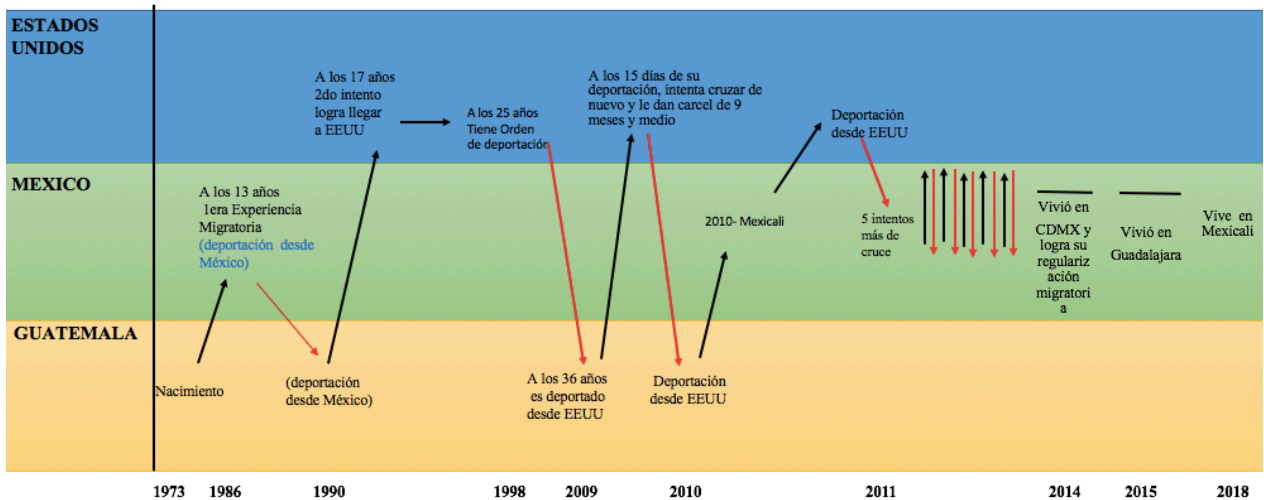 ESTADOS
UNIDOS
A los 17 años
2do intento
logra llegar
a EEUU
A los 25 años
Tiene Orden
de deportación
A los 15 días de su
deportación, intenta cruzar de
nuevo y le dan carcel de 9
meses y medio
Deportación
desde EEUU
MEXICO
A los 13 años
1era Experiencia
Migratoria
(deportación desde
México)
2010- Mexicali
5 intentos
más de
cruce
Vivió en
CDMX y
logra su
regulariz
ación
migratori
a
Vivió en
Guadalajara
Vive en
Mexicali
GUATEMALA
Nacimiento
(deportación
desde México)
A los 36 años
es deportado
desde EEUU
Deportación
desde EEUU
1973 1986 1990 1998 2009 2010 2011 2014 2015 2018